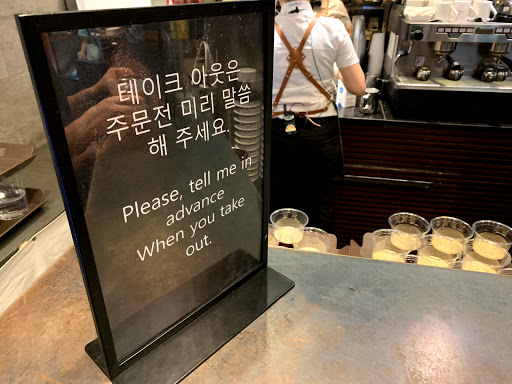 테이크 아웃은
주문전 미리 말씀
해 주세요.
Please, tell me in
advance
When you take
out.